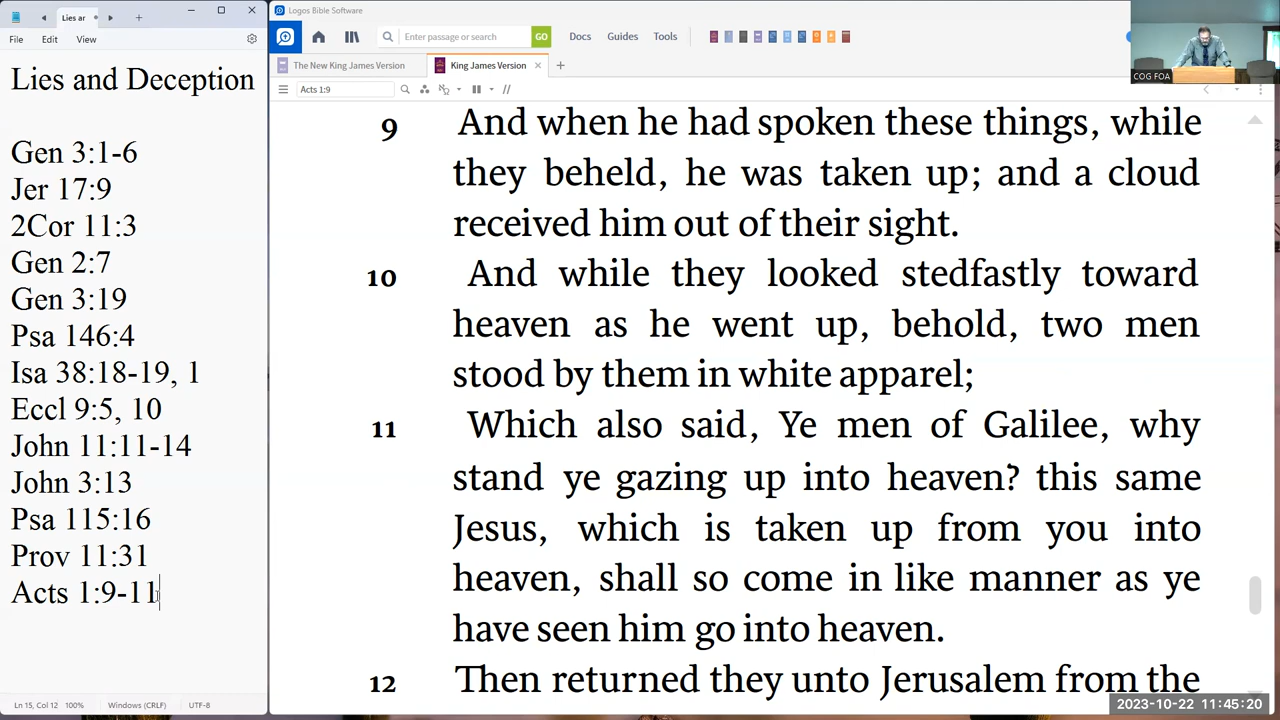 Lies ar
File Edit View
Lies and Deception
Gen 3:1-6
Jer 17:9
2Cor 11:3
Gen 2:7
Gen 3:19
Psa 146:4
Isa 38:18-19, 1
Eccl 9:5, 10
John 11:11-14
John 3:13
Psa 115:16
Prov 11:31
Acts 1:9-11
Ln 15, Col 12 100% Windows (CRLF) UTF-8
Logos Bible Software
Enter passage or search GO Docs Guides Tools
The New King James Version King James Version
Acts 1:9
9 And when he had spoken these things, while
they beheld, he was taken up; and a cloud
received him out of their sight.
10 And while they looked stedfastly toward
heaven as he went up, behold, two men
stood by them in white apparel;
11 Which also said, Ye men of Galilee, why
stand ye gazing up into heaven? this same
Jesus, which is taken up from you into
heaven, shall so come in like manner as ye
have seen him go into heaven.
12 Then returned they unto Jerusalem from the
COG FOA
2023-10-22 11:45:20